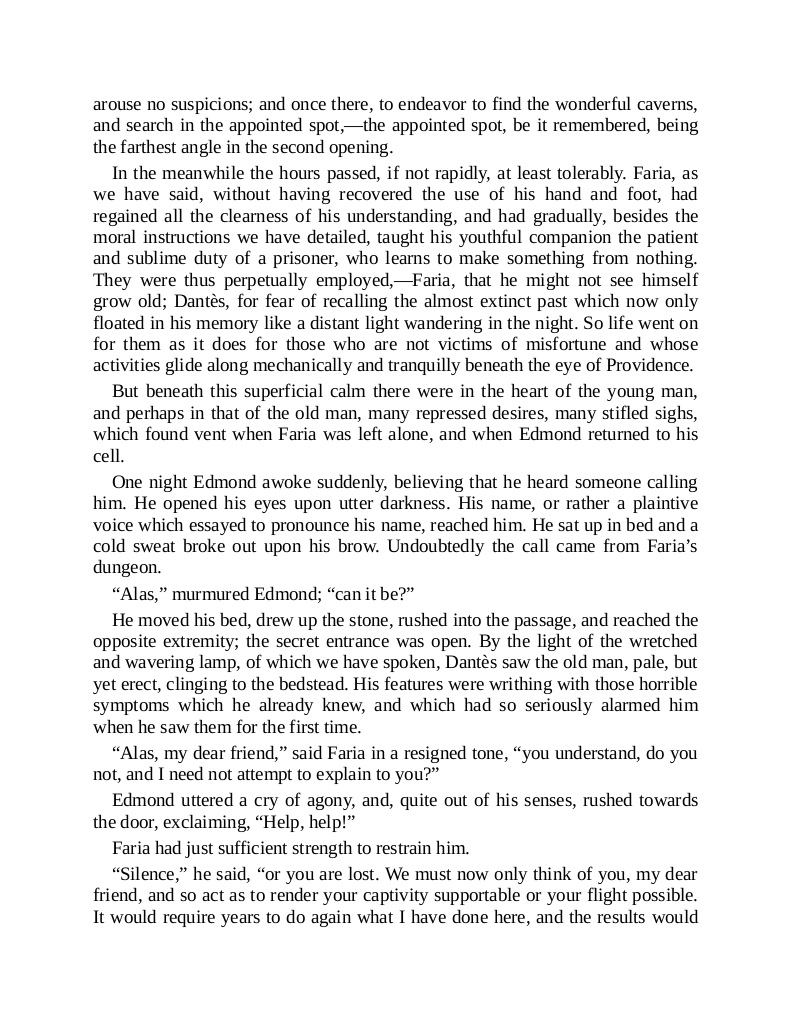 arouse no suspicions; and once there, to endeavor to find the wonderful caverns,
and search in the appointed spot,—the appointed spot, be it remembered, being
the farthest angle in the second opening.
In the meanwhile the hours passed, if not rapidly, at least tolerably. Faria, as
we have said, without having recovered the use of his hand and foot, had
regained all the clearness of his understanding, and had gradually, besides the
moral instructions we have detailed, taught his youthful companion the patient
and sublime duty of a prisoner, who learns to make something from nothing.
They were thus perpetually employed,—Faria, that he might not see himself
grow old; Dantès, for fear of recalling the almost extinct past which now only
floated in his memory like a distant light wandering in the night. So life went on
for them as it does for those who are not victims of misfortune and whose
activities glide along mechanically and tranquilly beneath the eye of Providence.
But beneath this superficial calm there were in the heart of the young man,
and perhaps in that of the old man, many repressed desires, many stifled sighs,
which found vent when Faria was left alone, and when Edmond returned to his
cell.
One night Edmond awoke suddenly, believing that he heard someone calling
him. He opened his eyes upon utter darkness. His name, or rather a plaintive
voice which essayed to pronounce his name, reached him. He sat up in bed and a
cold sweat broke out upon his brow. Undoubtedly the call came from Faria’s
dungeon.
“Alas,” murmured Edmond; “can it be?”
He moved his bed, drew up the stone, rushed into the passage, and reached the
opposite extremity; the secret entrance was open. By the light of the wretched
and wavering lamp, of which we have spoken, Dantès saw the old man, pale, but
yet erect, clinging to the bedstead. His features were writhing with those horrible
symptoms which he already knew, and which had so seriously alarmed him
when he saw them for the first time.
“Alas, my dear friend,” said Faria in a resigned tone, “you understand, do you
not, and I need not attempt to explain to you?”
Edmond uttered a cry of agony, and, quite out of his senses, rushed towards
the door, exclaiming, “Help, help!”
Faria had just sufficient strength to restrain him.
“Silence,” he said, “or you are lost. We must now only think of you, my dear
friend, and so act as to render your captivity supportable or your flight possible.
It would require years to do again what I have done here, and the results would